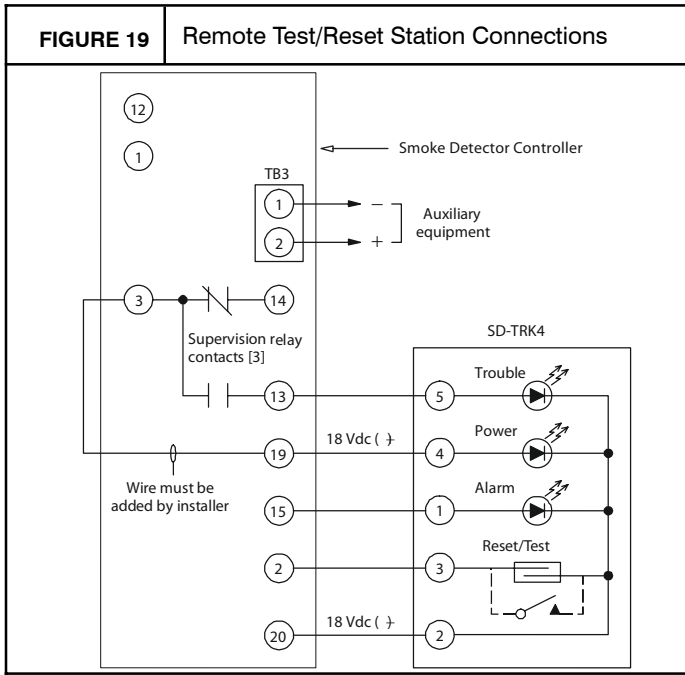 FIGURE 19
Remote Test/Reset Station Connections
12
1
Smoke Detector Controller
TB3
1
−
2
+
Auxiliary
equipment
3
14
Supervision relay
contacts [3]
SD-TRK4
Trouble
13
5
Power
19
18 Vdc ( + )
4
Wire must be
added by installer
Alarm
15
1
Reset/Test
2
3
20
18 Vdc ( + )
2